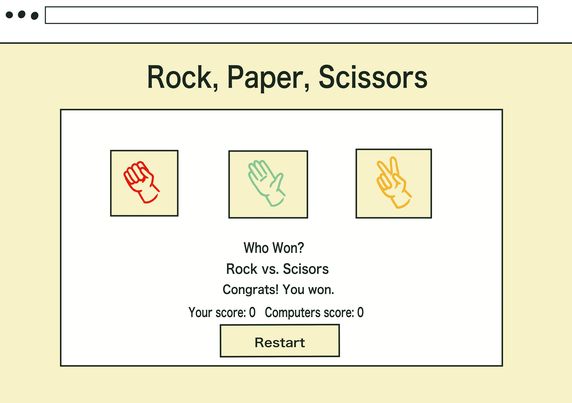 Rock, Paper, Scissors
Who Won?
Rock vs. Scisors
Congrats! You won.
Your score: 0 Computers score: 0
Restart